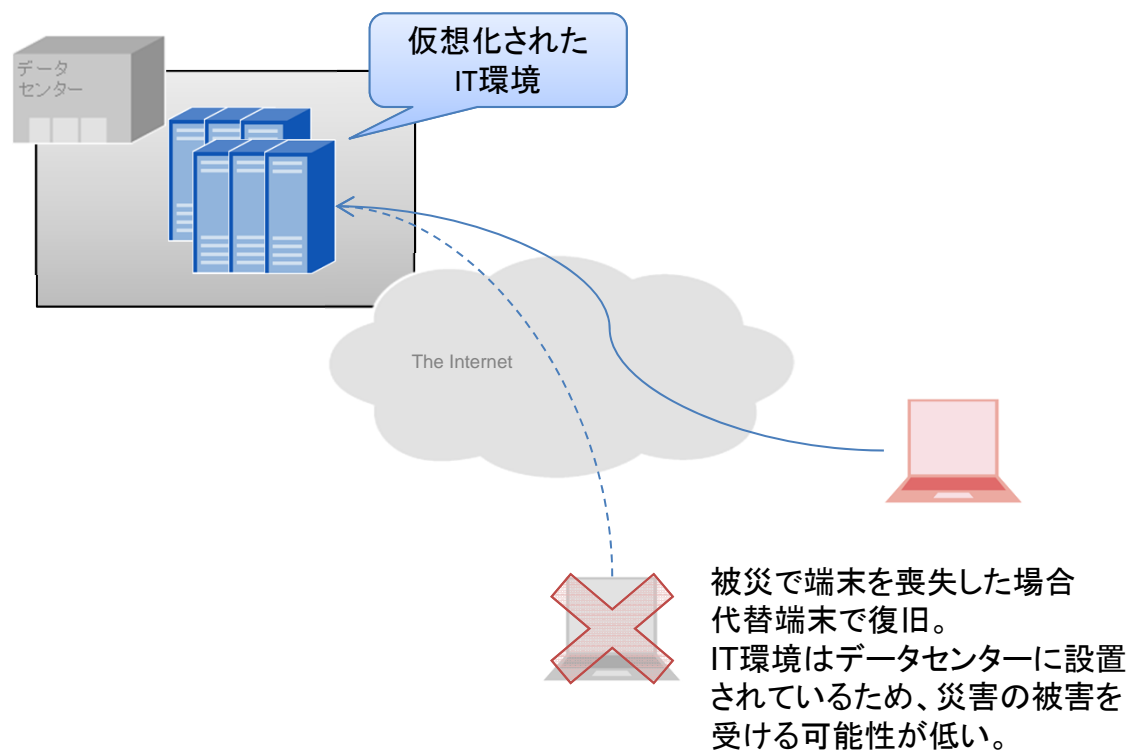 仮想化された
IT環境
データ
センター
The Internet
被災で端末を喪失した場合
代替端末で復旧。
IT環境はデータセンターに設置
されているため、災害の被害を
受ける可能性が低い。